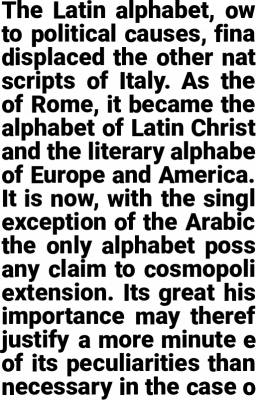 The Latin alphabet, ow
to political causes, fina
displaced the other nat
scripts of Italy. As the
of Rome, it became the
alphabet of Latin Christ
and the literary alphabe
of Europe and America.
It is now, with the singl
exception of the Arabic
the only alphabet poss
any claim to cosmopoli
extension. Its great his
importance may theref
justify a more minute e
of its peculiarities than
necessary in the case o